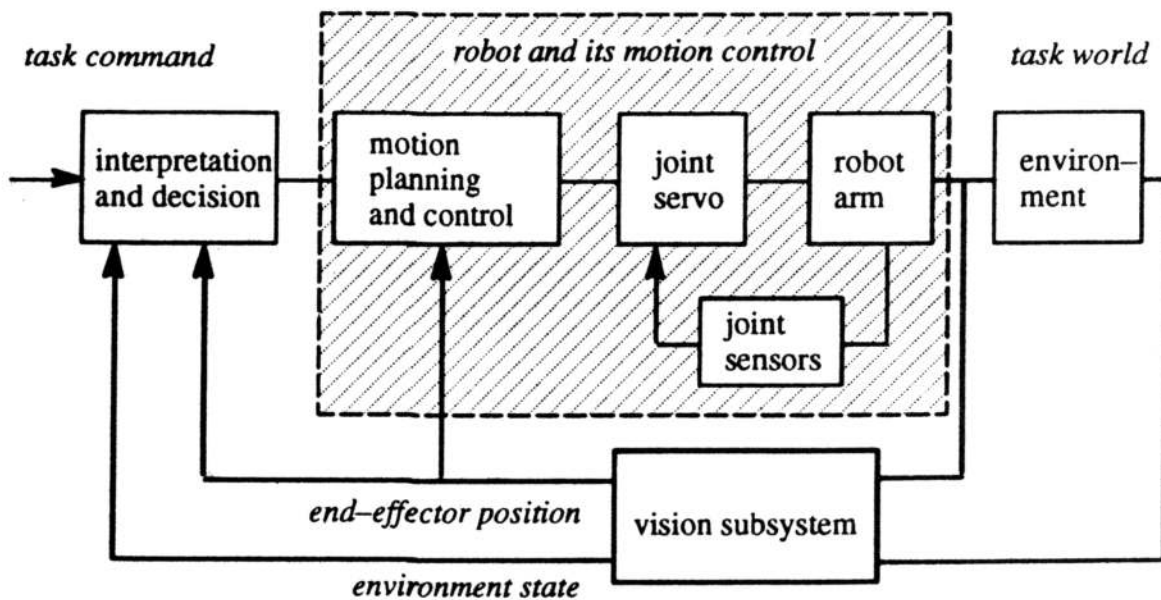 task command
robot and its motion control
task world
interpretation
and decision
motion
planning
and control
joint
servo
robot
arm
environ–
ment
joint
sensors
end–effector position
vision subsystem
environment state